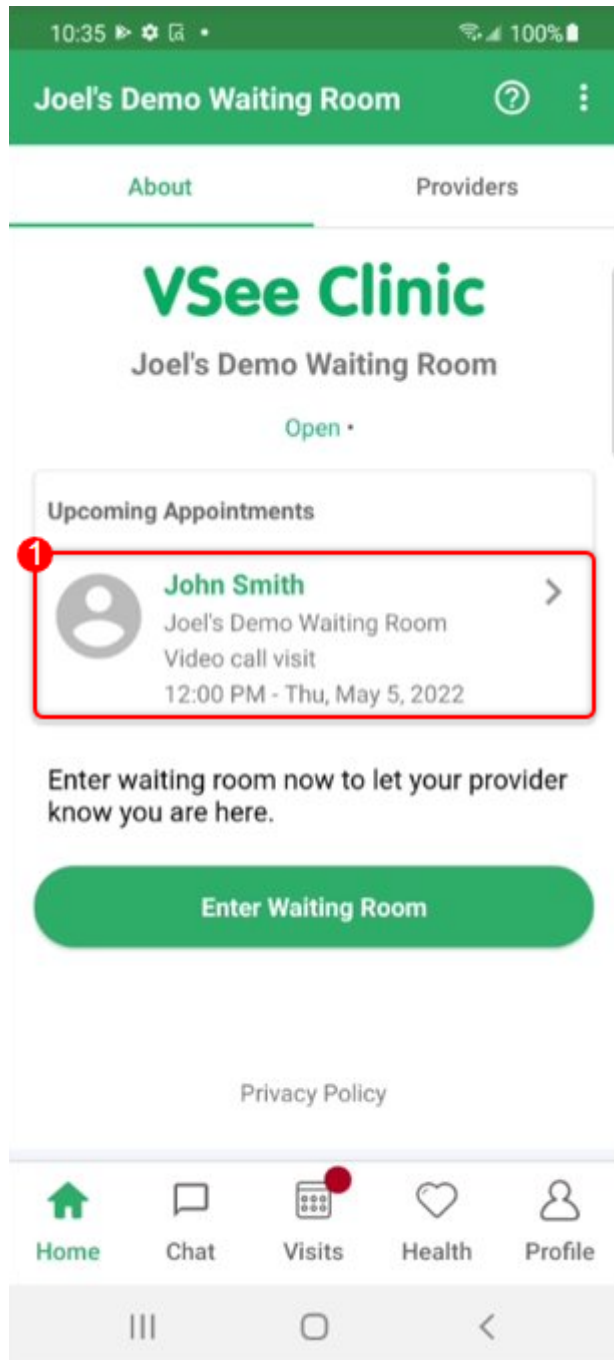 10:35 100%
Joel's Demo Waiting Room
About Providers
VSee Clinic
Joel's Demo Waiting Room
Open •
Upcoming Appointments
1
John Smith
Joel's Demo Waiting Room
Video call visit
12:00 PM - Thu, May 5, 2022
Enter waiting room now to let your provider
know you are here.
Enter Waiting Room
Privacy Policy
Home Chat Visits Health Profile